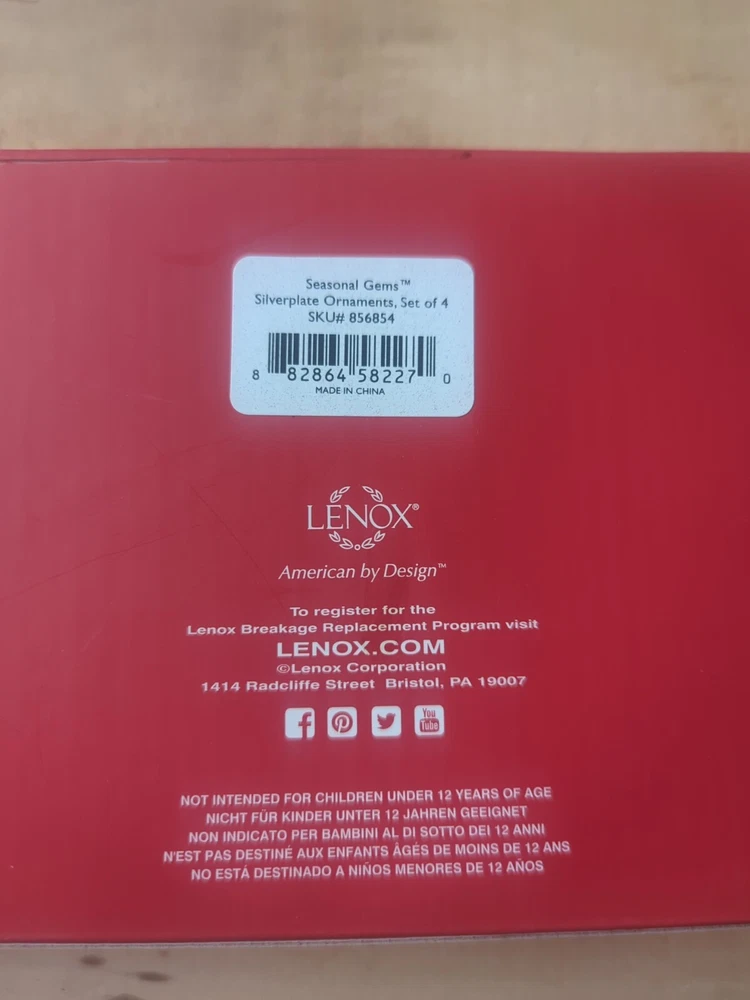 Seasonal Gems™
Silverplate Ornaments, Set of 4
SKU# 856854
8 82864 58227 0
MADE IN CHINA
LENOX®
American by Design™
To register for the
Lenox Breakage Replacement Program visit
LENOX.COM
©Lenox Corporation
1414 Radcliffe Street Bristol, PA 19007
You
Tube
NOT INTENDED FOR CHILDREN UNDER 12 YEARS OF AGE
NICHT FÜR KINDER UNTER 12 JAHREN GEEIGNET
NON INDICATO PER BAMBINI AL DI SOTTO DEI 12 ANNI
N'EST PAS DESTINÉ AUX ENFANTS ÂGÉS DE MOINS DE 12 ANS
NO ESTÁ DESTINADO A NIÑOS MENORES DE 12 AÑOS